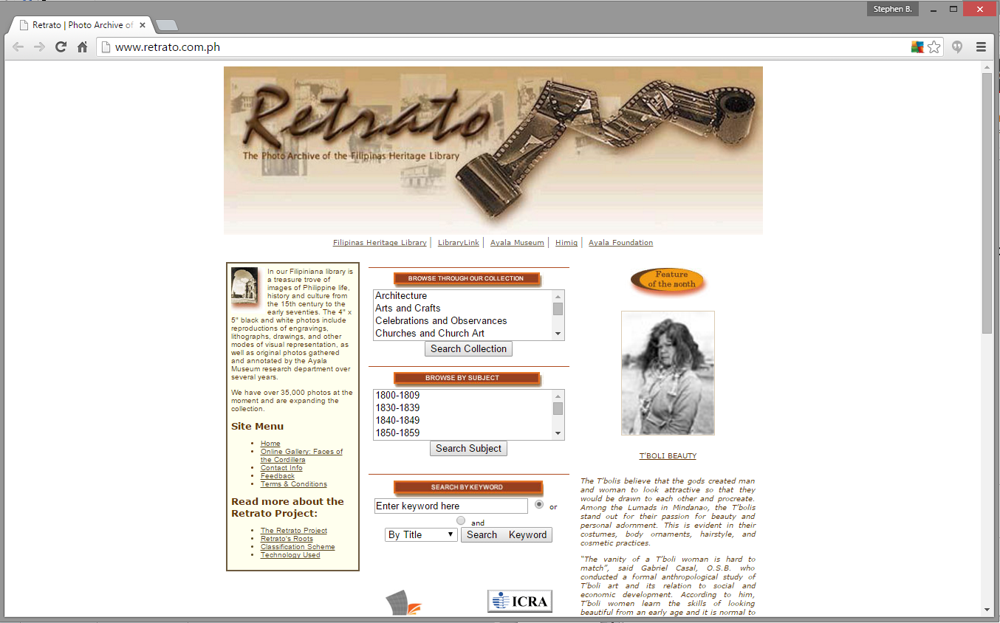 Stephen B.
Retrato | Photo Archive of
www.retrato.com.ph
Retrato
The Photo Archive of the Filipinas Heritage Library
Filipinas Heritage Library | LibraryLink | Ayala Museum | Himig | Ayala Foundation
In our Filipiniana library is
a treasure trove of
images of Philippine life,
history and culture from
the 15th century to the
early seventies. The 4" x
5" black and white photos include
reproductions of engravings,
lithographs, drawings, and other
modes of visual representation, as
well as original photos gathered
and annotated by the Ayala
Museum research department over
several years.
We have over 35,000 photos at the
moment and are expanding the
collection.
Site Menu
Home
Online Gallery: Faces of
the Cordillera
Contact Info
Feedback
Terms & Conditions
Read more about the
Retrato Project:
The Retrato Project
Retrato's Roots
Classification Scheme
Technology Used
BROWSE THROUGH OUR COLLECTION
Architecture
Arts and Crafts
Celebrations and Observances
Churches and Church Art
Search Collection
BROWSE BY SUBJECT
1800-1809
1830-1839
1840-1849
1850-1859
Search Subject
SEARCH BY KEYWORD
Enter keyword here or
and
By Title Search Keyword
ICRA
Feature
of the month
T'BOLI BEAUTY
The T'bolis believe that the gods created man
and woman to look attractive so that they
would be drawn to each other and procreate.
Among the Lumads in Mindanao, the T'bolis
stand out for their passion for beauty and
personal adornment. This is evident in their
costumes, body ornaments, hairstyle, and
cosmetic practices.
"The vanity of a T'boli woman is hard to
match", said Gabriel Casal, O.S.B. who
conducted a formal anthropological study of
T'boli art and its relation to social and
economic development. According to him,
T'boli women learn the skills of looking
beautiful from an early age and it is normal to